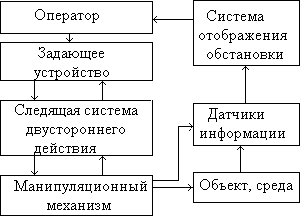 Оператор
Задающее
устройство
Следящая система
двустороннего
действия
Манипуляционный
механизм
Система
отображения
обстановки
Датчики
информации
Объект, среда